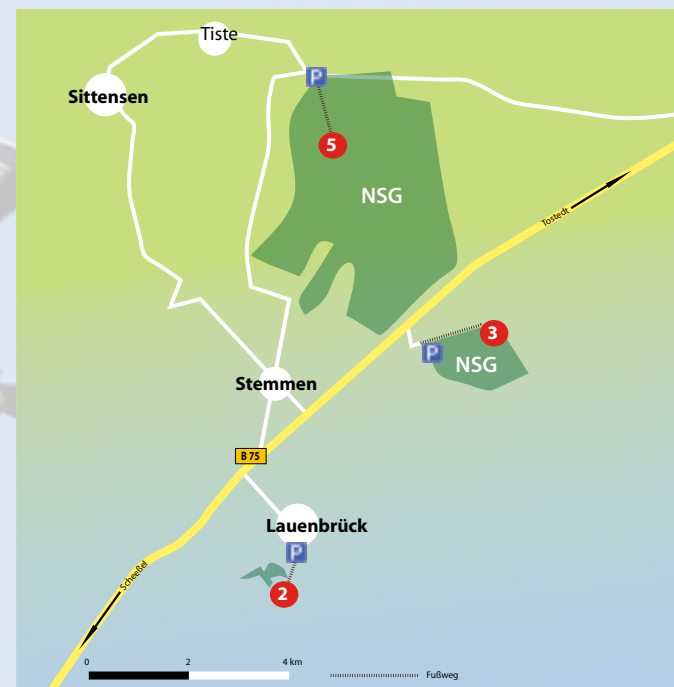 Tiste
Sittensen
P
5
NSG
Tostedt
3
P
NSG
Stemmen
B 75
Lauenbrück
P
2
Scheeßel
0 2 4 km
Fußweg